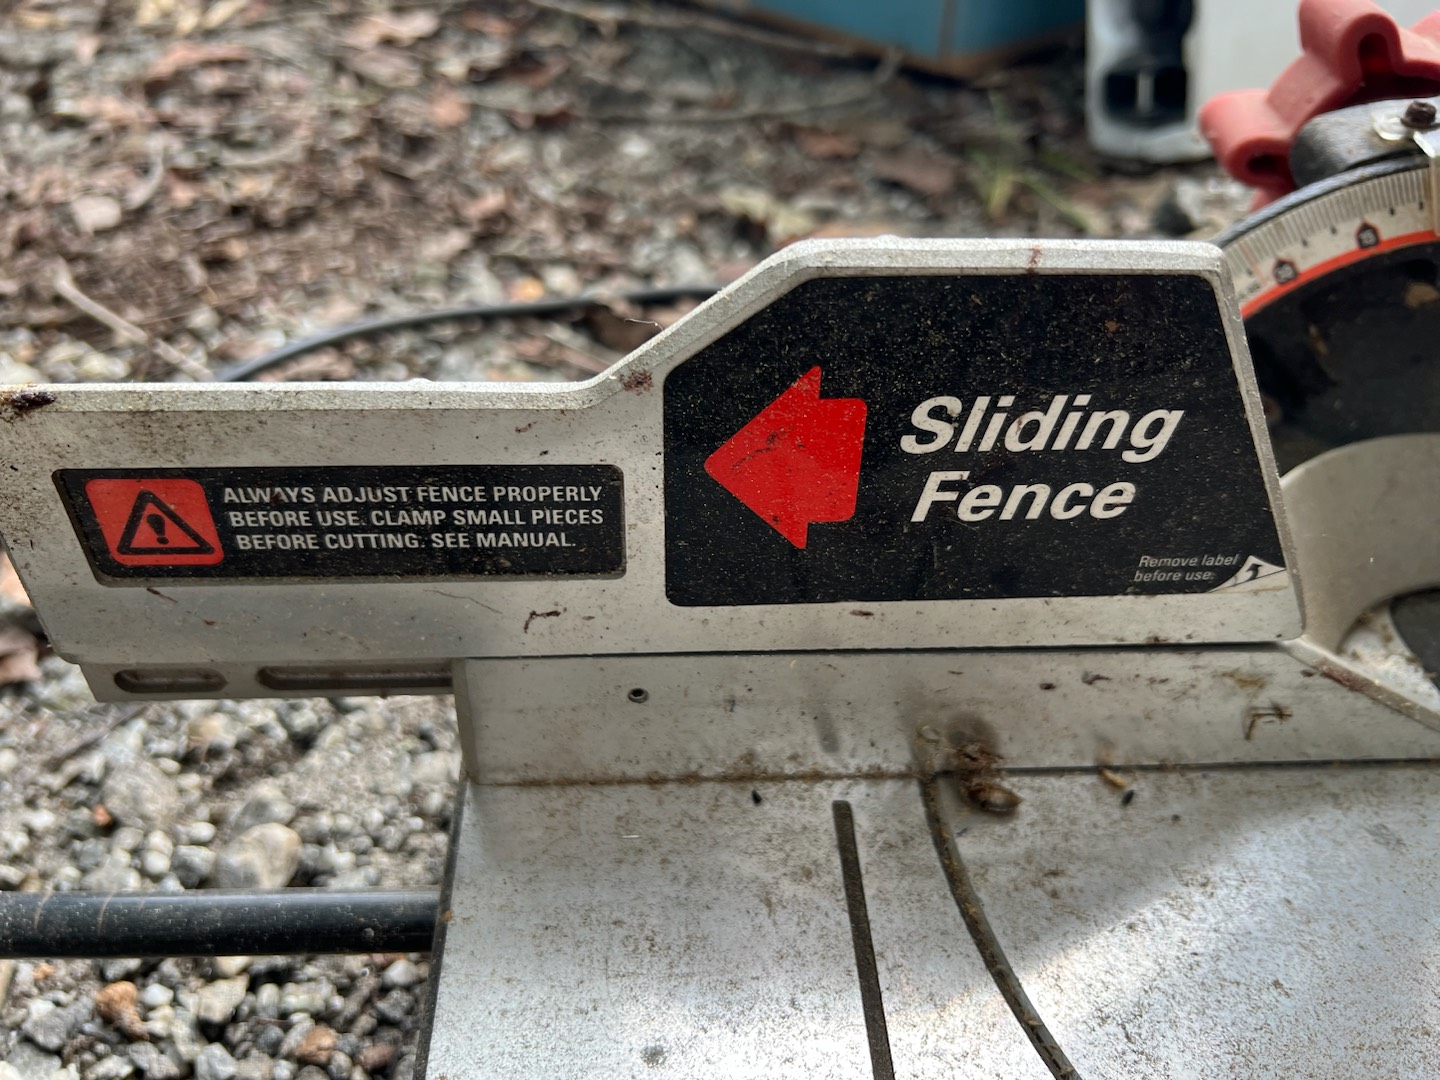 ALWAYS ADJUST FENCE PROPERLY
BEFORE USE. CLAMP SMALL PIECES
BEFORE CUTTING. SEE MANUAL.
Sliding
Fence
Remove label
before use.
15